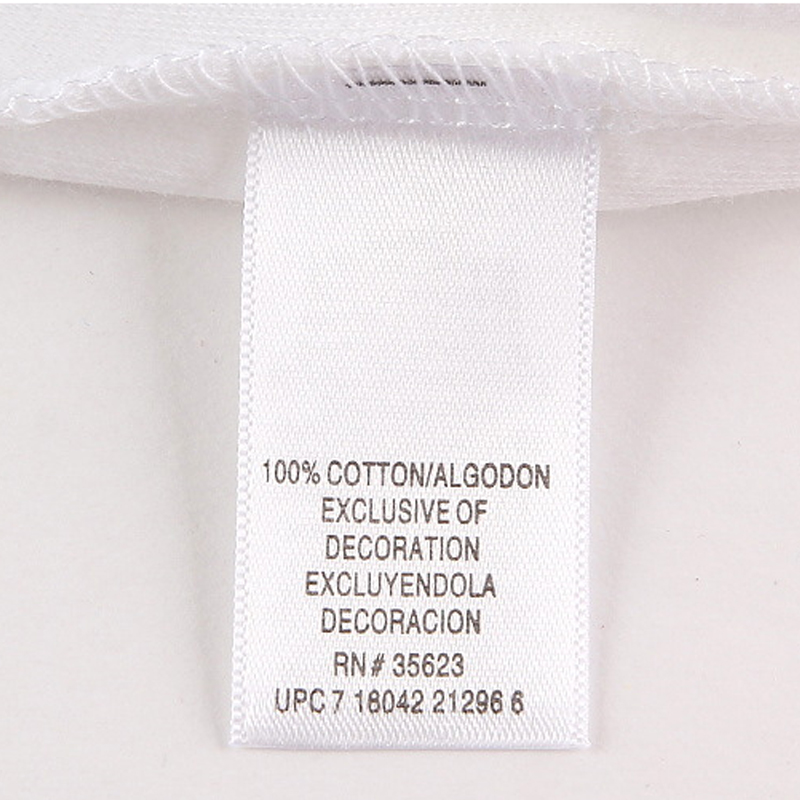 100% COTTON/ALGODON
EXCLUSIVE OF
DECORATION
EXCLUYENDOLA
DECORACION
RN# 35623
UPC 7 18042 21296 6